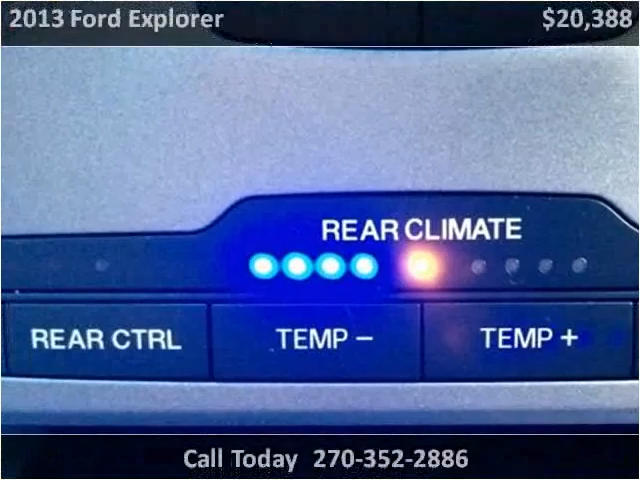 2013 Ford Explorer $20,388
REAR CLIMATE
REAR CTRL TEMP – TEMP +
Call Today 270-352-2886